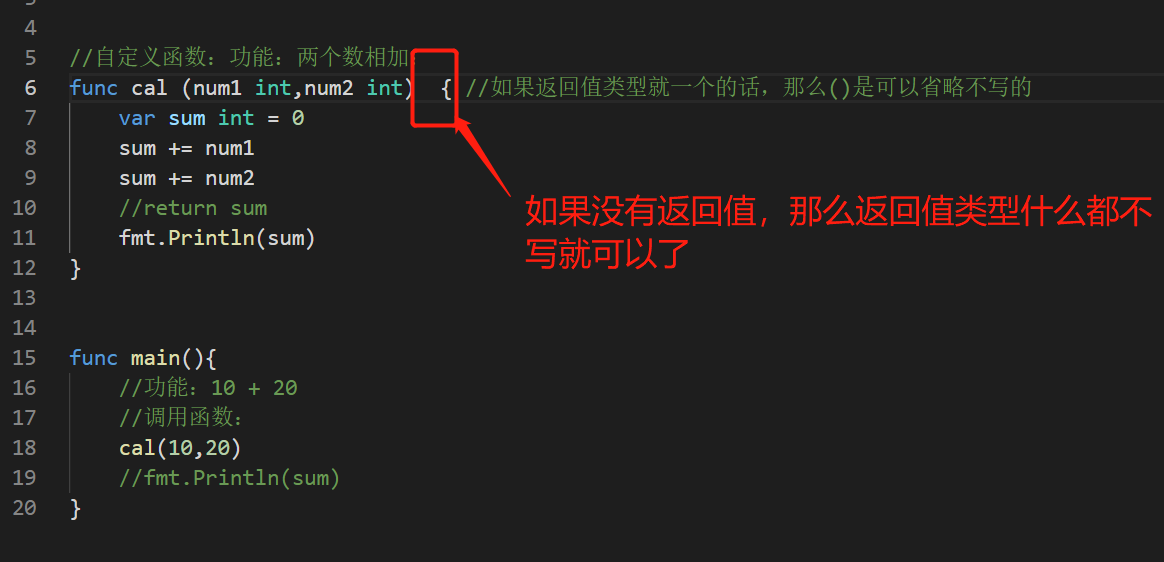 4
5 //自定义函数：功能：两个数相加
6 func cal (num1 int,num2 int)  { //如果返回值类型就一个的话，那么()是可以省略不写的
7     var sum int = 0
8     sum += num1
9     sum += num2
10     //return sum
11     fmt.Println(sum)
12 }
如果没有返回值，那么返回值类型什么都不
写就可以了
13
14
15 func main(){
16     //功能：10 + 20
17     //调用函数：
18     cal(10,20)
19     //fmt.Println(sum)
20 }